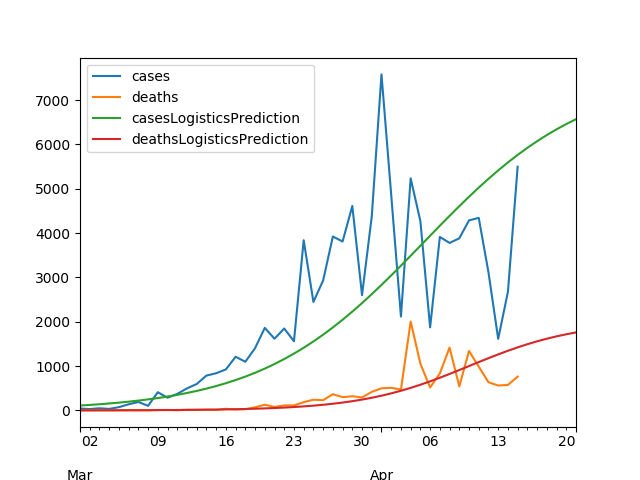 cases
deaths
casesLogisticsPrediction
deathsLogisticsPrediction
7000
6000
5000
4000
3000
2000
1000
0
02 09 16 23 30 06 13 20
Mar Apr